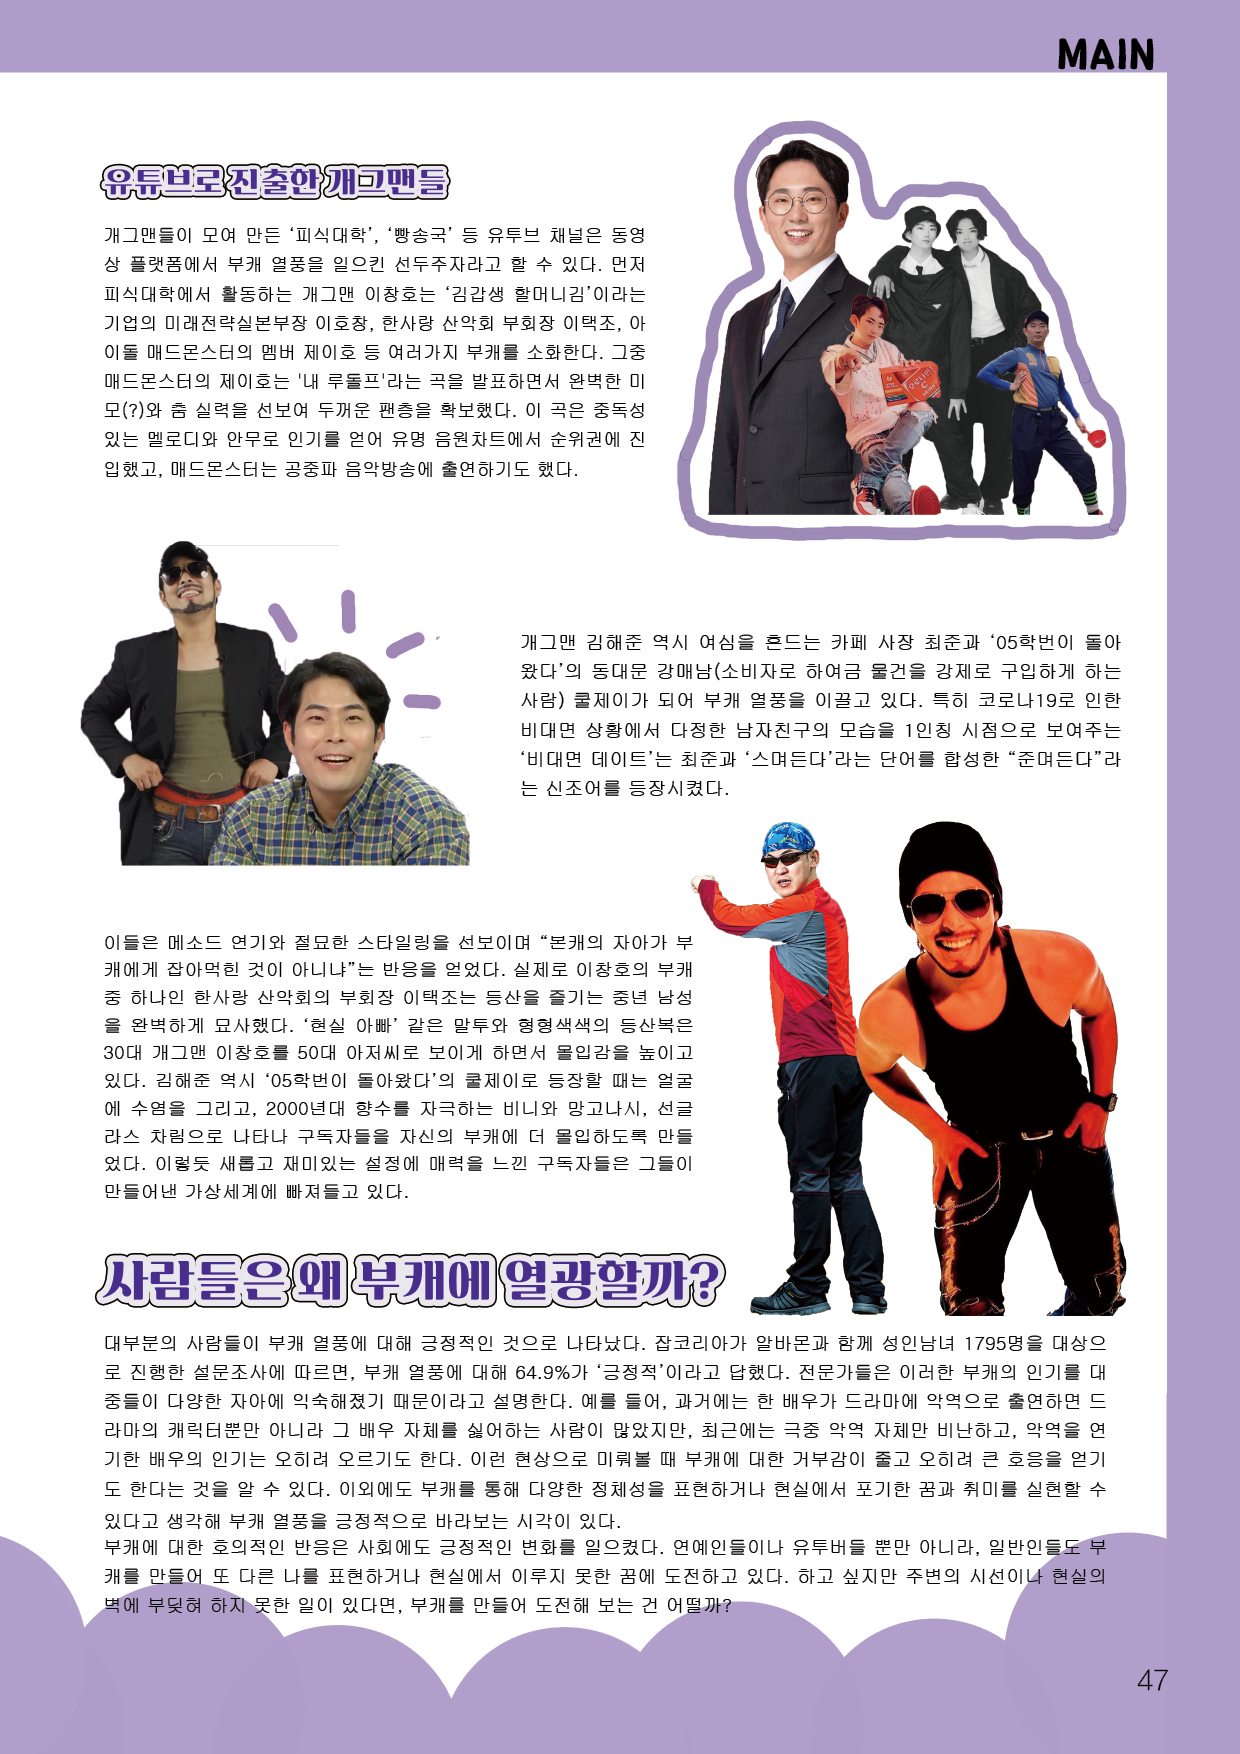 MAIN
유튜브로 진출한 개그맨들
개그맨들이 모여 만든 ‘피식대학’, ‘빵송국’ 등 유투브 채널은 동영
상 플랫폼에서 부캐 열풍을 일으킨 선두주자라고 할 수 있다. 먼저
피식대학에서 활동하는 개그맨 이창호는 ‘김갑생 할머니김’이라는
기업의 미래전략실본부장 이호창, 한사랑 산악회 부회장 이택조, 아
이돌 매드몬스터의 멤버 제이호 등 여러가지 부캐를 소화한다. 그중
매드몬스터의 제이호는 '내 루돌프'라는 곡을 발표하면서 완벽한 미
모(?)와 춤 실력을 선보여 두꺼운 팬층을 확보했다. 이 곡은 중독성
있는 멜로디와 안무로 인기를 얻어 유명 음원차트에서 순위권에 진
입했고, 매드몬스터는 공중파 음악방송에 출연하기도 했다.
개그맨 김해준 역시 여심을 흔드는 카페 사장 최준과 ‘05학번이 돌아
왔다’의 동대문 강매남(소비자로 하여금 물건을 강제로 구입하게 하는
사람) 쿨제이가 되어 부캐 열풍을 이끌고 있다. 특히 코로나19로 인한
비대면 상황에서 다정한 남자친구의 모습을 1인칭 시점으로 보여주는
‘비대면 데이트’는 최준과 ‘스며든다’라는 단어를 합성한 “준며든다”라
는 신조어를 등장시켰다.
이들은 메소드 연기와 절묘한 스타일링을 선보이며 “본캐의 자아가 부
캐에게 잡아먹힌 것이 아니냐”는 반응을 얻었다. 실제로 이창호의 부캐
중 하나인 한사랑 산악회의 부회장 이택조는 등산을 즐기는 중년 남성
을 완벽하게 묘사했다. ‘현실 아빠’ 같은 말투와 형형색색의 등산복은
30대 개그맨 이창호를 50대 아저씨로 보이게 하면서 몰입감을 높이고
있다. 김해준 역시 ‘05학번이 돌아왔다’의 쿨제이로 등장할 때는 얼굴
에 수염을 그리고, 2000년대 향수를 자극하는 비니와 망고나시, 선글
라스 차림으로 나타나 구독자들을 자신의 부캐에 더 몰입하도록 만들
었다. 이렇듯 새롭고 재미있는 설정에 매력을 느낀 구독자들은 그들이
만들어낸 가상세계에 빠져들고 있다.
사람들은 왜 부캐에 열광할까?
대부분의 사람들이 부캐 열풍에 대해 긍정적인 것으로 나타났다. 잡코리아가 알바몬과 함께 성인남녀 1795명을 대상으
로 진행한 설문조사에 따르면, 부캐 열풍에 대해 64.9%가 ‘긍정적’이라고 답했다. 전문가들은 이러한 부캐의 인기를 대
중들이 다양한 자아에 익숙해졌기 때문이라고 설명한다. 예를 들어, 과거에는 한 배우가 드라마에 악역으로 출연하면 드
라마의 캐릭터뿐만 아니라 그 배우 자체를 싫어하는 사람이 많았지만, 최근에는 극중 악역 자체만 비난하고, 악역을 연
기한 배우의 인기는 오히려 오르기도 한다. 이런 현상으로 미뤄볼 때 부캐에 대한 거부감이 줄고 오히려 큰 호응을 얻기
도 한다는 것을 알 수 있다. 이외에도 부캐를 통해 다양한 정체성을 표현하거나 현실에서 포기한 꿈과 취미를 실현할 수
있다고 생각해 부캐 열풍을 긍정적으로 바라보는 시각이 있다.
부캐에 대한 호의적인 반응은 사회에도 긍정적인 변화를 일으켰다. 연예인들이나 유투버들 뿐만 아니라, 일반인들도 부
캐를 만들어 또 다른 나를 표현하거나 현실에서 이루지 못한 꿈에 도전하고 있다. 하고 싶지만 주변의 시선이나 현실의
벽에 부딪혀 하지 못한 일이 있다면, 부캐를 만들어 도전해 보는 건 어떨까?
47